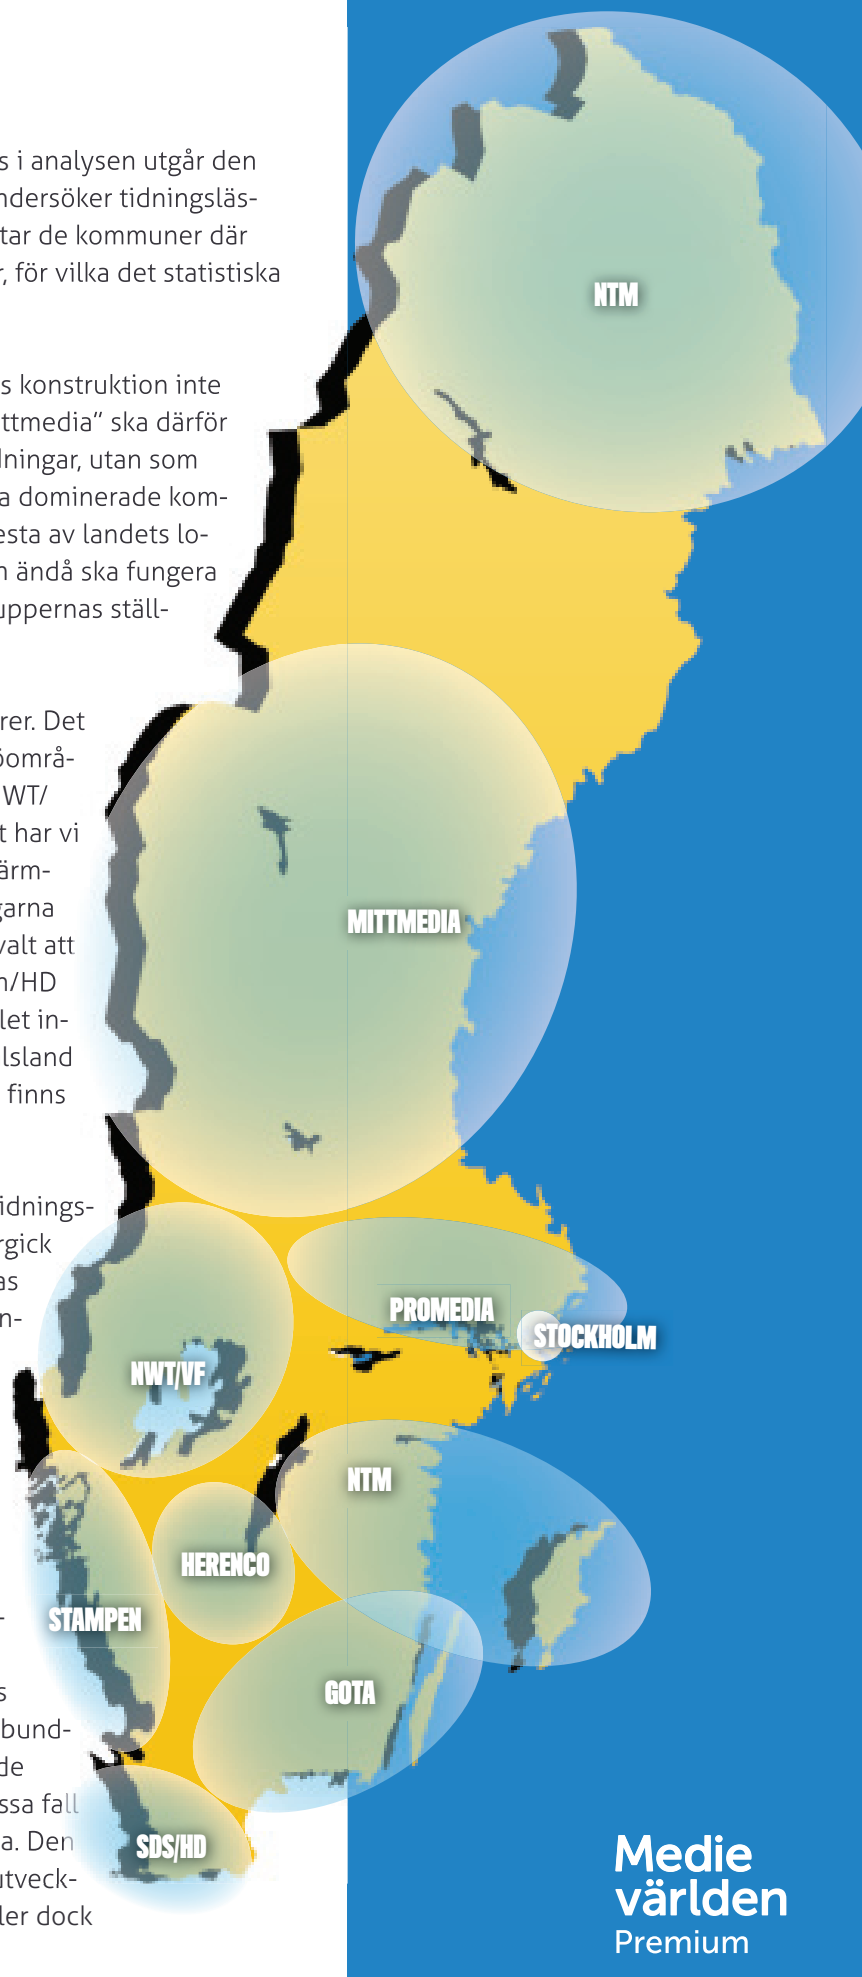 s i analysen utgår den
ndersöker tidningsläs-
tar de kommuner där
r, för vilka det statistiska
s konstruktion inte
ittmedia” ska därför
dningar, utan som
a dominerade kom-
esta av landets lo-
n ändå ska fungera
uppernas ställ-
rer. Det
öområ-
WT/
t har vi
ärm-
garna
valt att
n/HD
let in-
lsland
finns
idnings-
rgick
as
n-
-
s
bund-
de
ssa fall
a. Den
utveck-
ler dock
NTM
MITTMEDIA
PROMEDIA
STOCKHOLM
NWT/VF
NTM
HERENCO
STAMPEN
GOTA
SDS/HD
Medie
världen
Premium